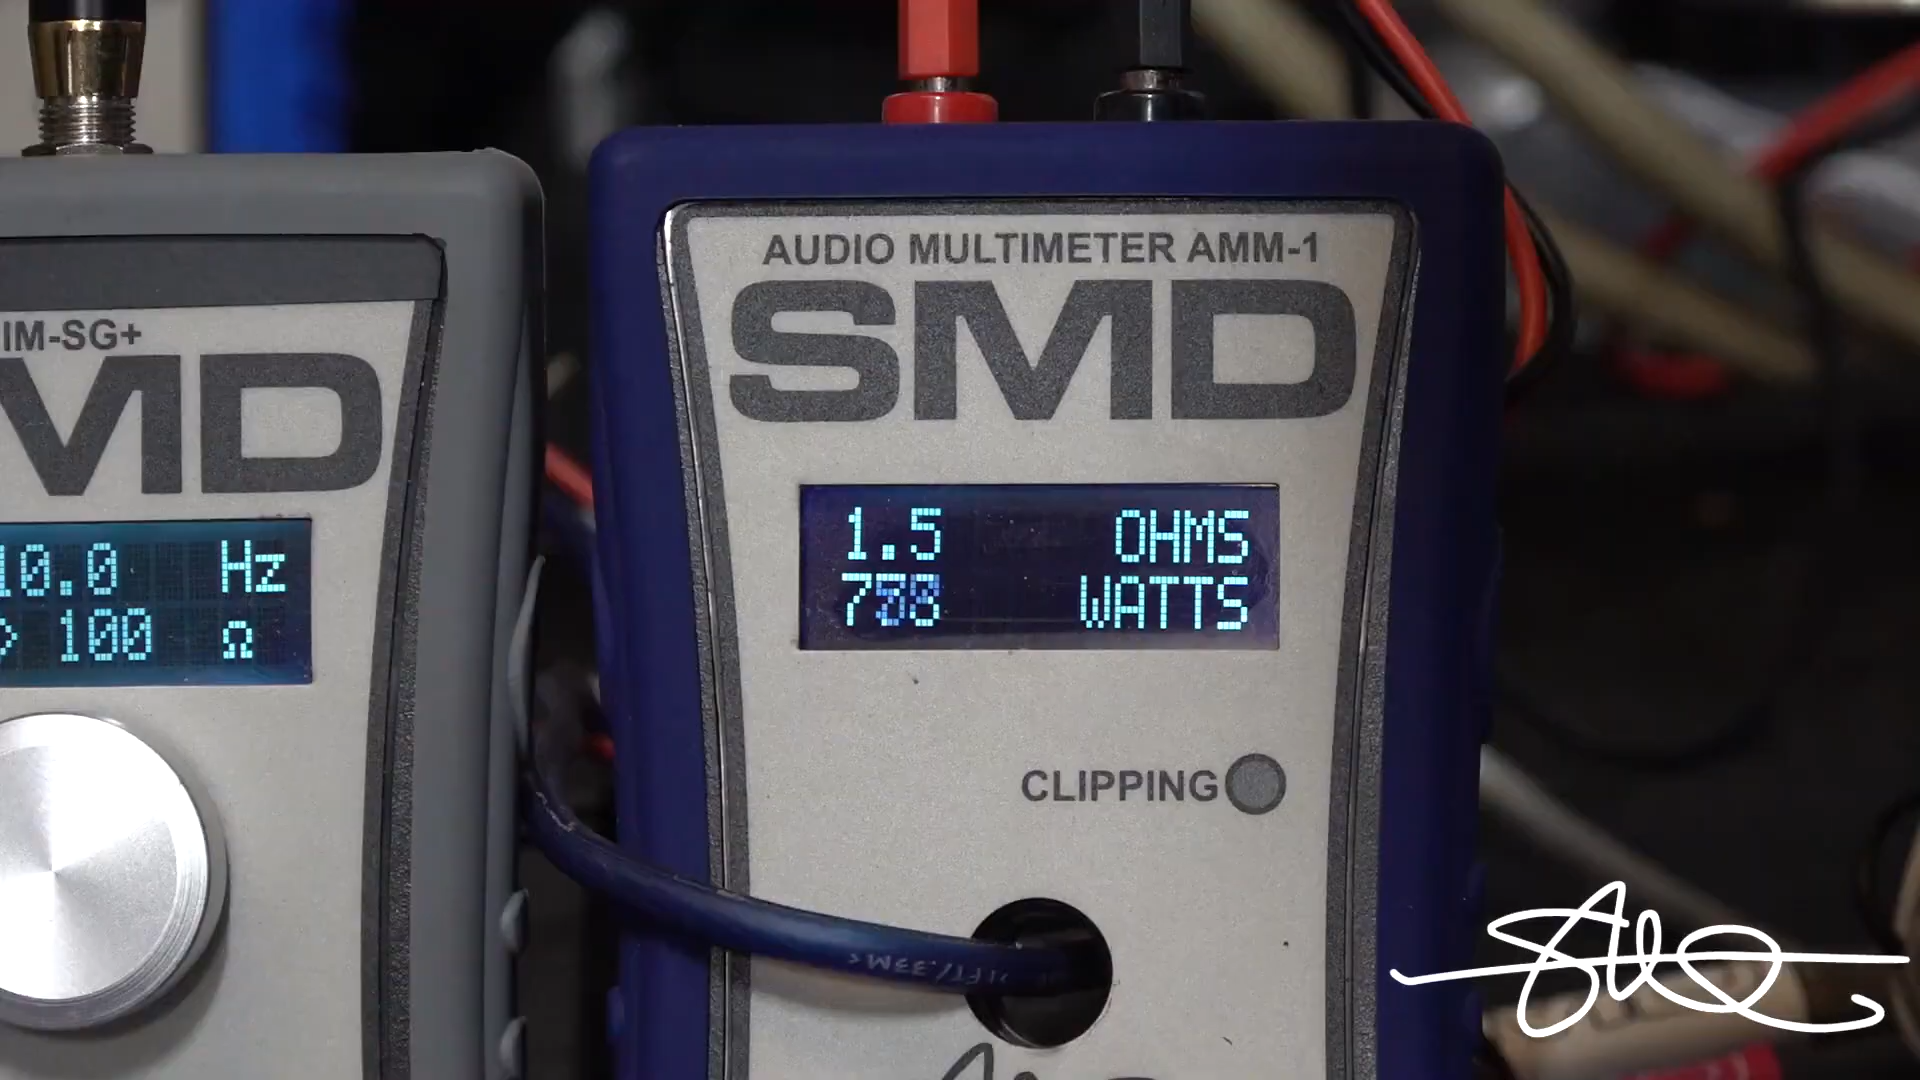 IM-SG+
MD
10.0 Hz
> 100 Ω
AUDIO MULTIMETER AMM-1
SMD
1.5 OHMS
WATTS
CLIPPING